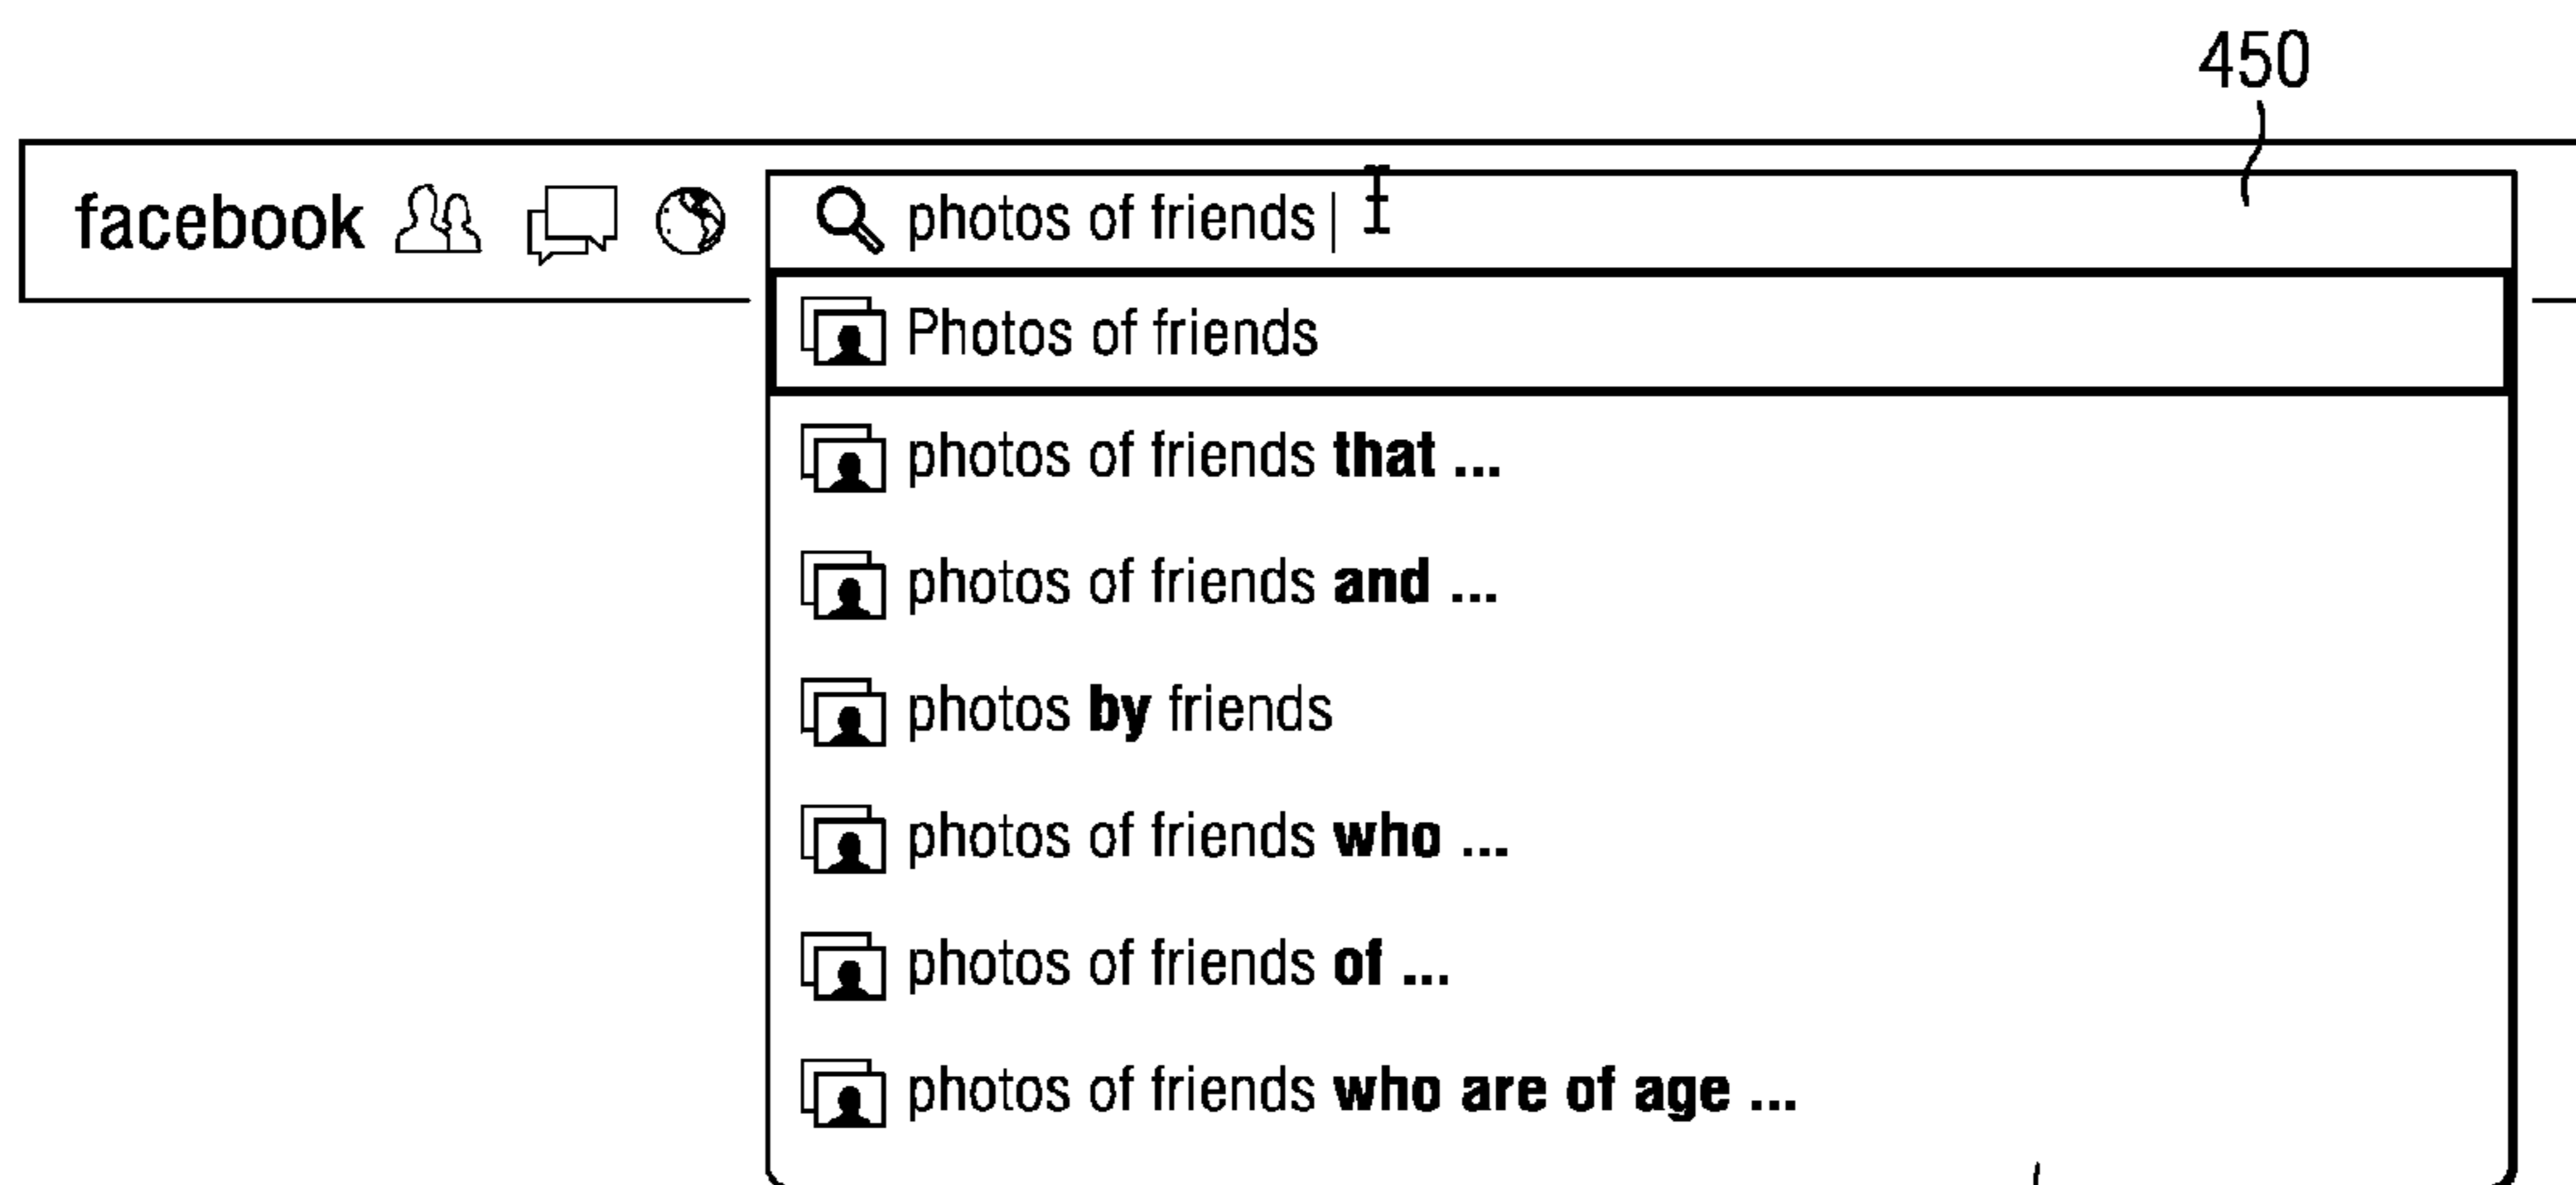 450
facebook photos of friends
Photos of friends
photos of friends that ...
photos of friends and ...
photos by friends
photos of friends who ...
photos of friends of ...
photos of friends who are of age ...